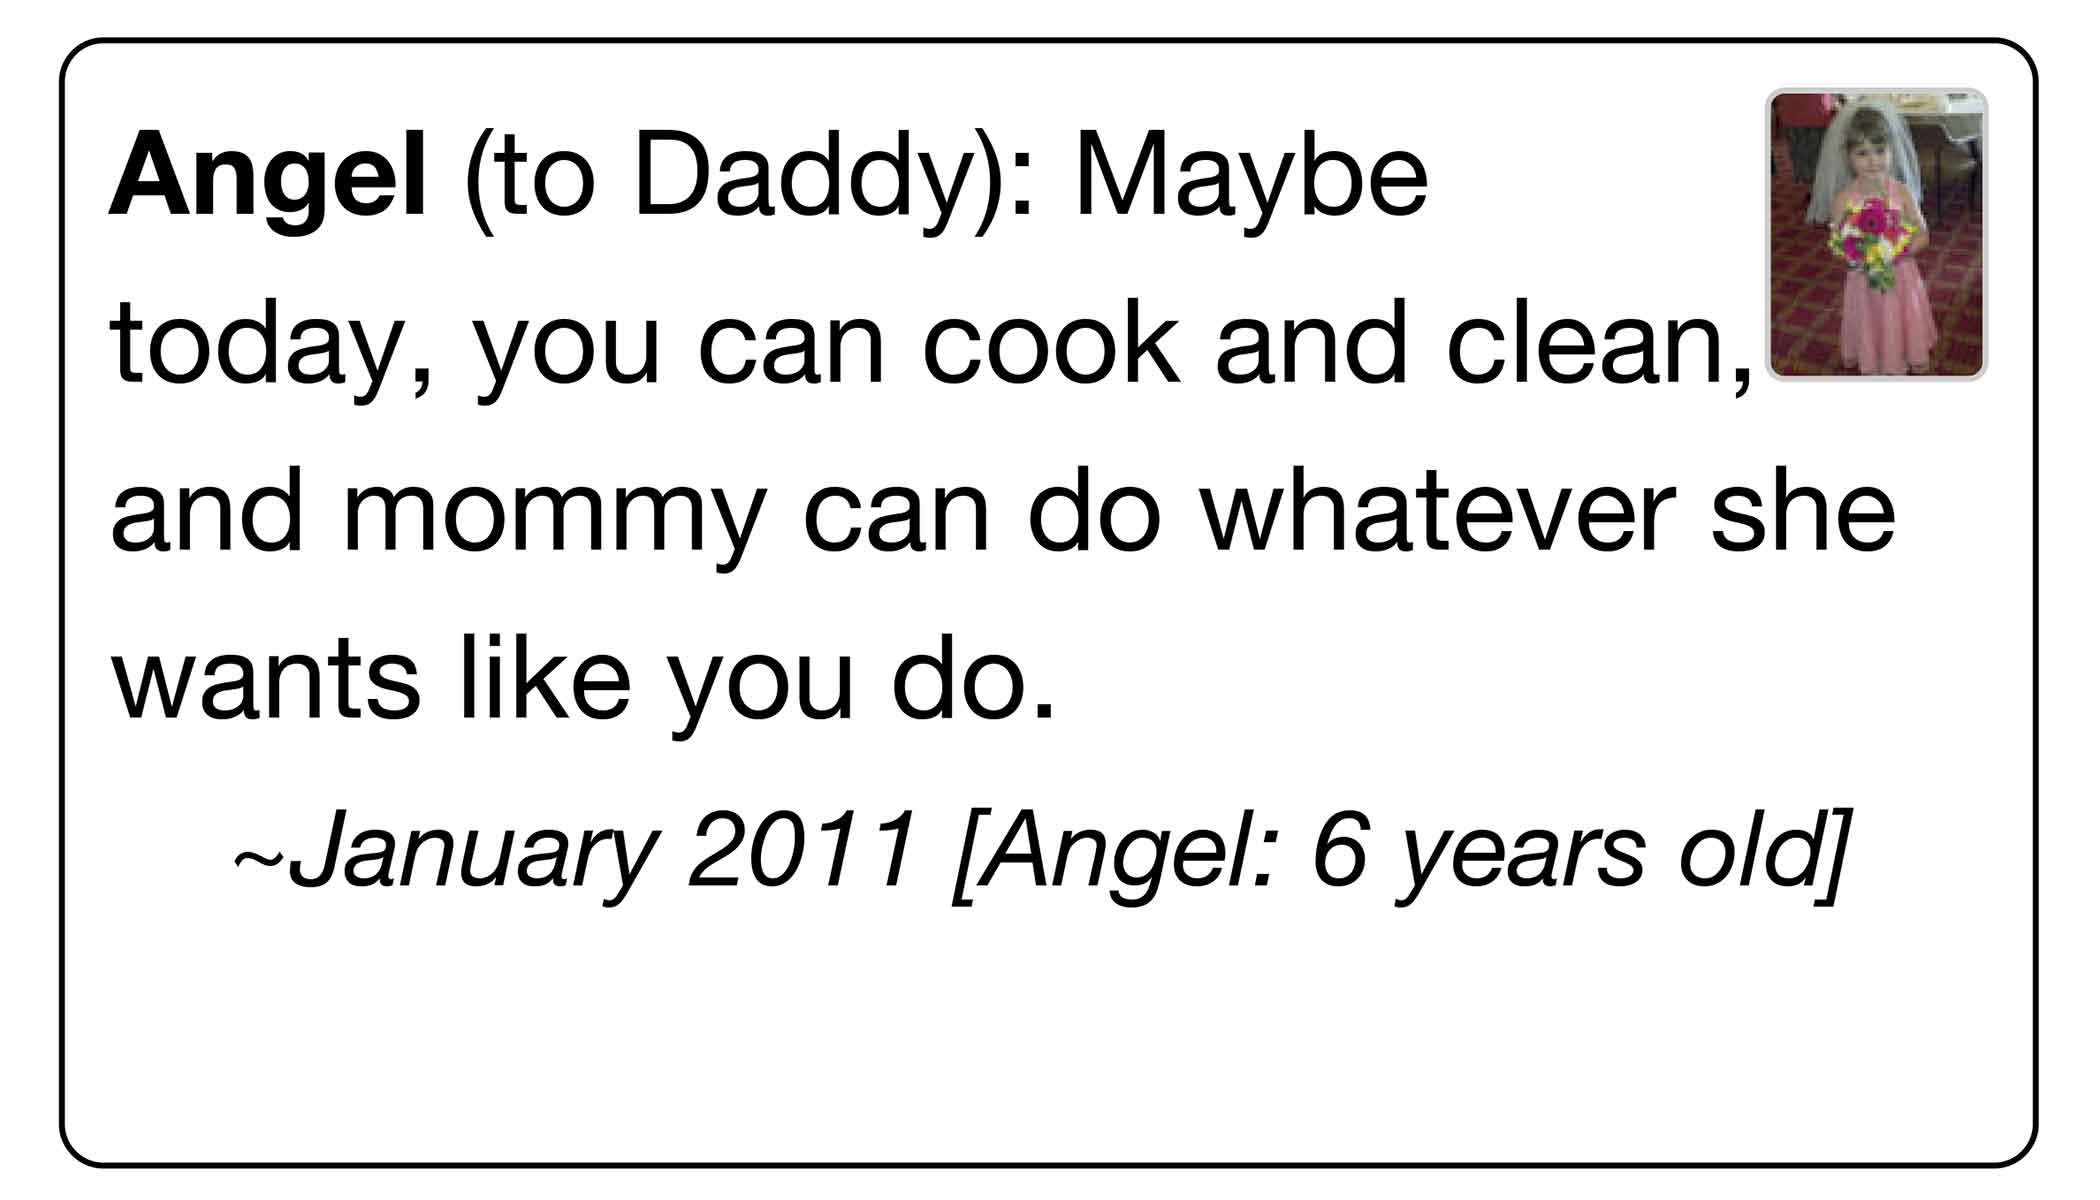 Angel (to Daddy): Maybe
today, you can cook and clean,
and mommy can do whatever she
wants like you do.
~January 2011 [Angel: 6 years old]